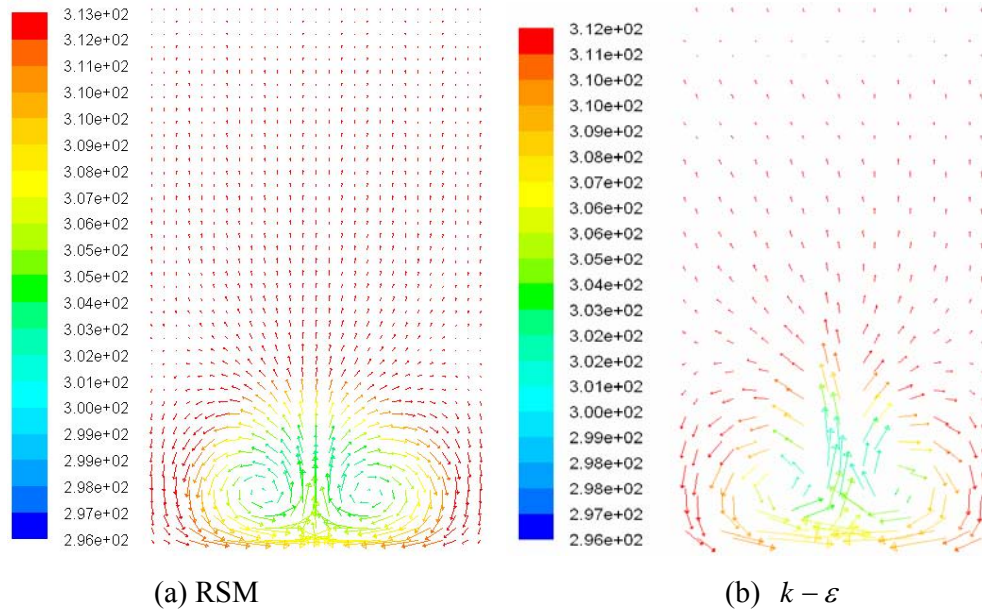 3.13e+02
3.12e+02
3.11e+02
3.10e+02
3.10e+02
3.09e+02
3.08e+02
3.07e+02
3.06e+02
3.05e+02
3.04e+02
3.03e+02
3.02e+02
3.01e+02
3.00e+02
2.99e+02
2.99e+02
2.98e+02
2.97e+02
2.96e+02
(a) RSM
3.12e+02
3.11e+02
3.10e+02
3.10e+02
3.09e+02
3.08e+02
3.07e+02
3.06e+02
3.06e+02
3.05e+02
3.04e+02
3.03e+02
3.02e+02
3.02e+02
3.01e+02
3.00e+02
2.99e+02
2.98e+02
2.98e+02
2.97e+02
2.96e+02
(b) k – ε